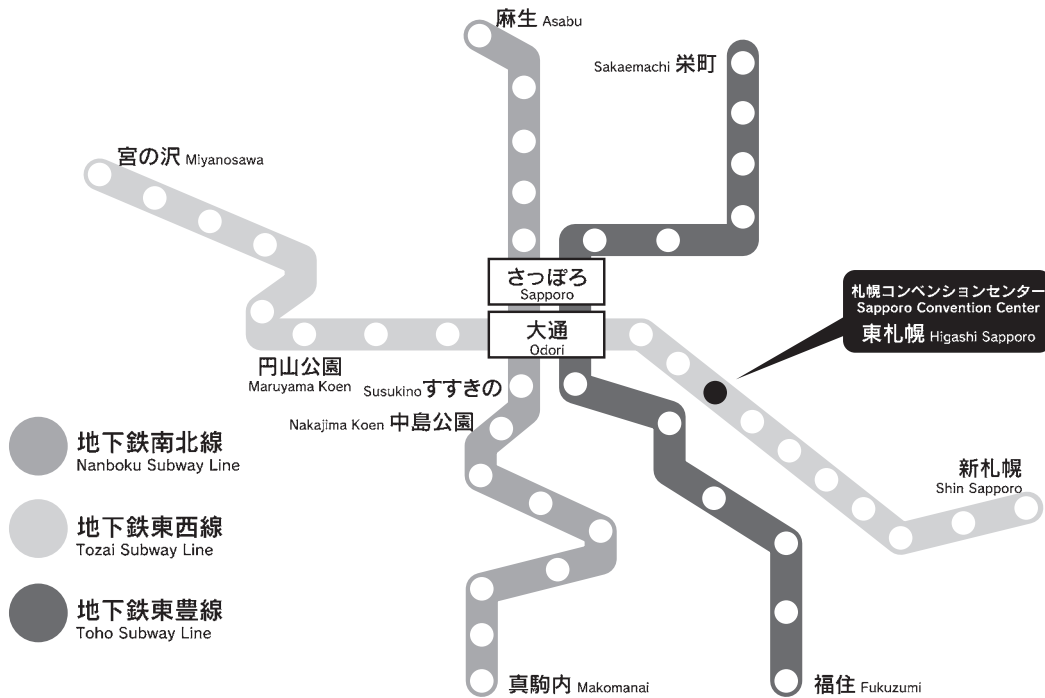 麻生 Asabu
Sakaemachi 栄町
宮の沢 Miyanosawa
さっぽろ
Sapporo
札幌コンベンションセンター
Sapporo Convention Center
東札幌 Higashi Sapporo
大通
Odori
円山公園
Maruyama Koen
Susukino すすきの
Nakajima Koen 中島公園
地下鉄南北線
Nanboku Subway Line
新札幌
Shin Sapporo
地下鉄東西線
Tozai Subway Line
地下鉄東豊線
Toho Subway Line
真駒内 Makomanai
福住 Fukuzumi